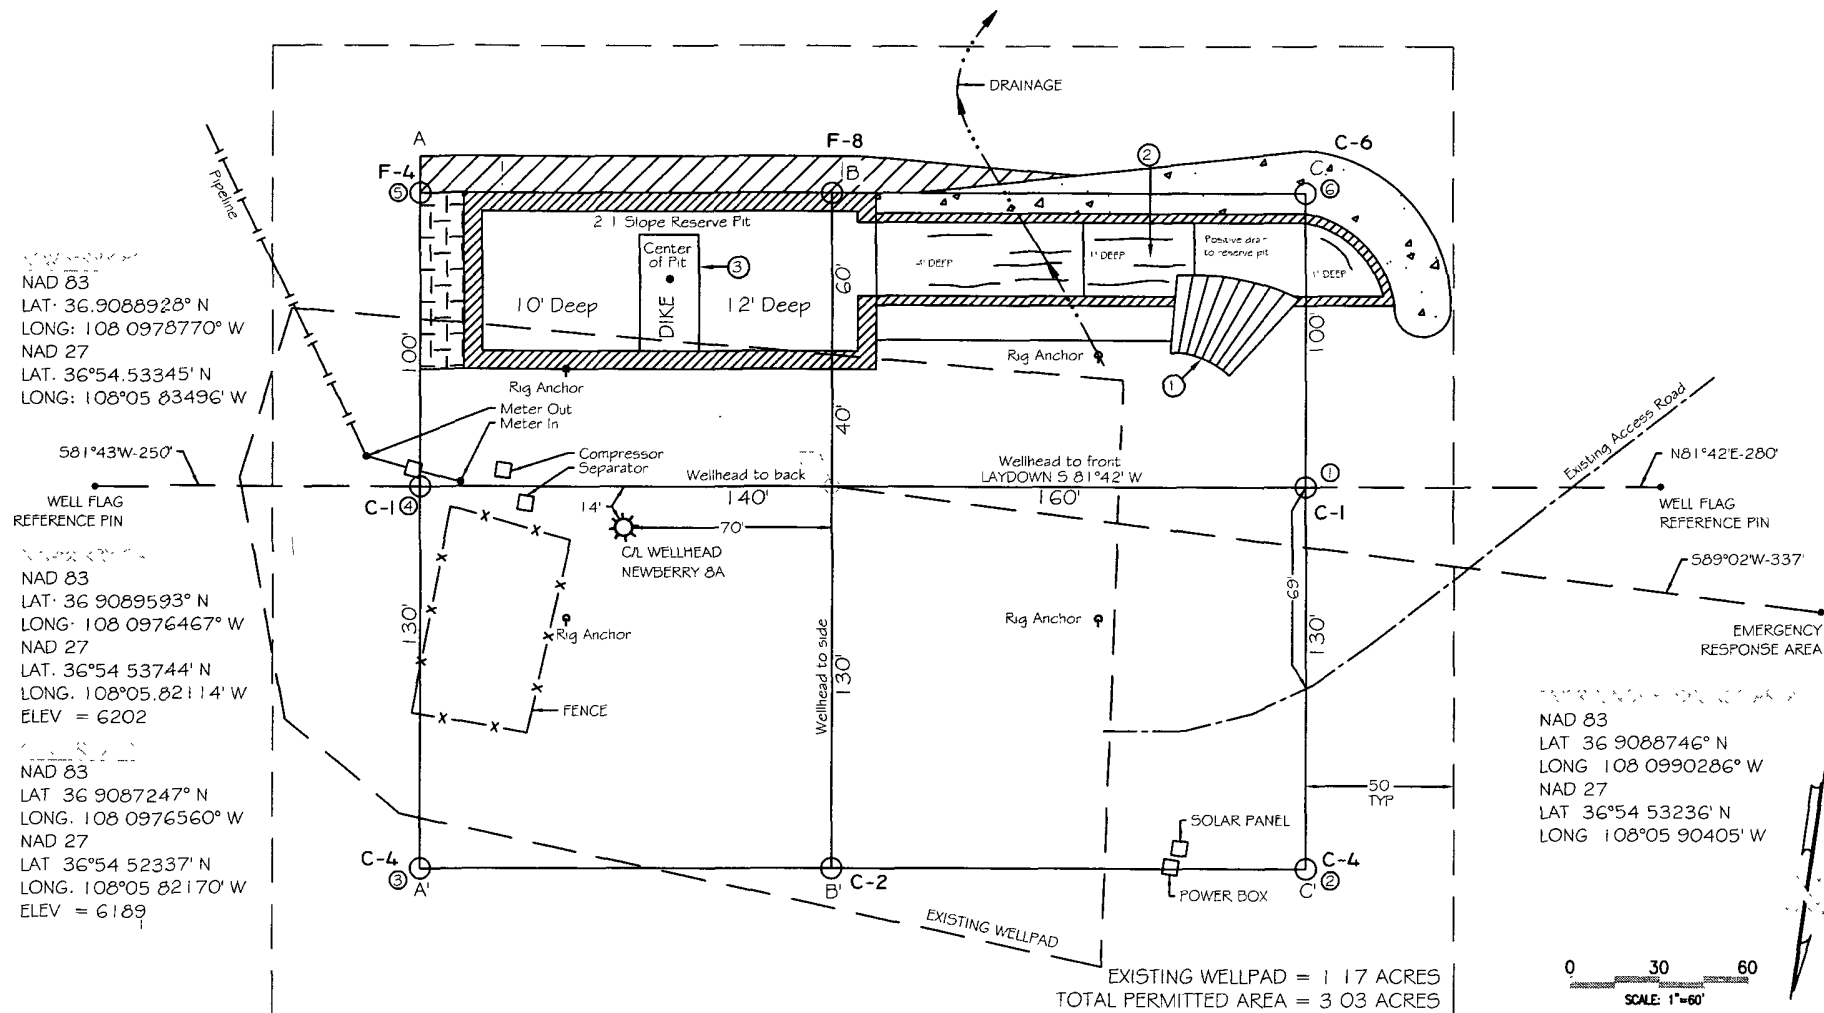 DRAINAGE
A
F-8
C-6
②
F-4
B
C
⑤
⑥
Pipeline
2 1 Slope Reserve Pit
Center
of Pit
③
10' Deep
DIKE
12' Deep
60'
1' DEEP
Positive drain
to reserve pit
1' DEEP
100'
100'
Rig Anchor
①
NAD 83
LAT· 36.9088928° N
LONG: 108 0978770° W
NAD 27
LAT. 36°54.53345' N
LONG: 108°05 83496' W
Rig Anchor
Meter Out
Meter In
40'
Existing Access Road
S81°43'W-250'
Compressor
Separator
Wellhead to back
140'
Wellhead to front
LAYDOWN S 81°42' W
160'
①
N81°42'E-280'
WELL FLAG
REFERENCE PIN
C-1
④
14'
70'
C-1
WELL FLAG
REFERENCE PIN
C/L WELLHEAD
NEWBERRY 8A
S89°02'W-337'
NAD 83
LAT· 36 9089593° N
LONG· 108 0976467° W
NAD 27
LAT. 36°54 53744' N
LONG. 108°05.82114' W
ELEV = 6202
130'
Rig Anchor
Wellhead to side
130'
Rig Anchor
69'
130'
EMERGENCY
RESPONSE AREA
FENCE
NAD 83
LAT 36 9087247° N
LONG. 108 0976560° W
NAD 27
LAT 36°54 52337' N
LONG. 108°05 82170' W
ELEV = 6189
NAD 83
LAT 36 9088746° N
LONG 108 0990286° W
NAD 27
LAT 36°54 53236' N
LONG 108°05 90405' W
50
TYP
SOLAR PANEL
POWER BOX
C-4
③
A'
B'
C-2
C-4
C'
②
EXISTING WELLPAD
EXISTING WELLPAD = 1 17 ACRES
TOTAL PERMITTED AREA = 3 03 ACRES
0 30 60
SCALE: 1"=60'